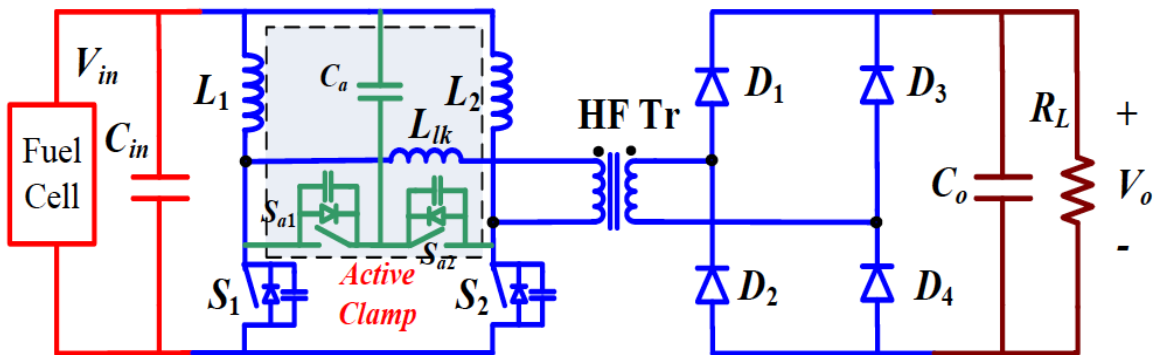 V_in
Fuel
Cell
C_in
L_1
C_a
L_2
L_lk
S_a1
S_a2
S_1
S_2
Active
Clamp
HF Tr
D_1
D_3
D_2
D_4
R_L
C_o
+
V_o
-